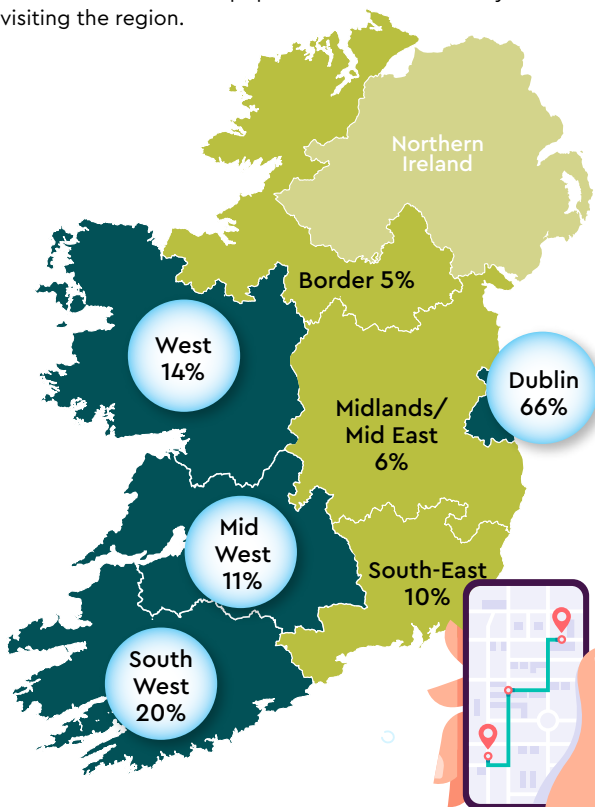 visiting the region.
Northern
Ireland
Border 5%
West
14%
Dublin
66%
Midlands/
Mid East
6%
Mid
West
11%
South-East
10%
South
West
20%